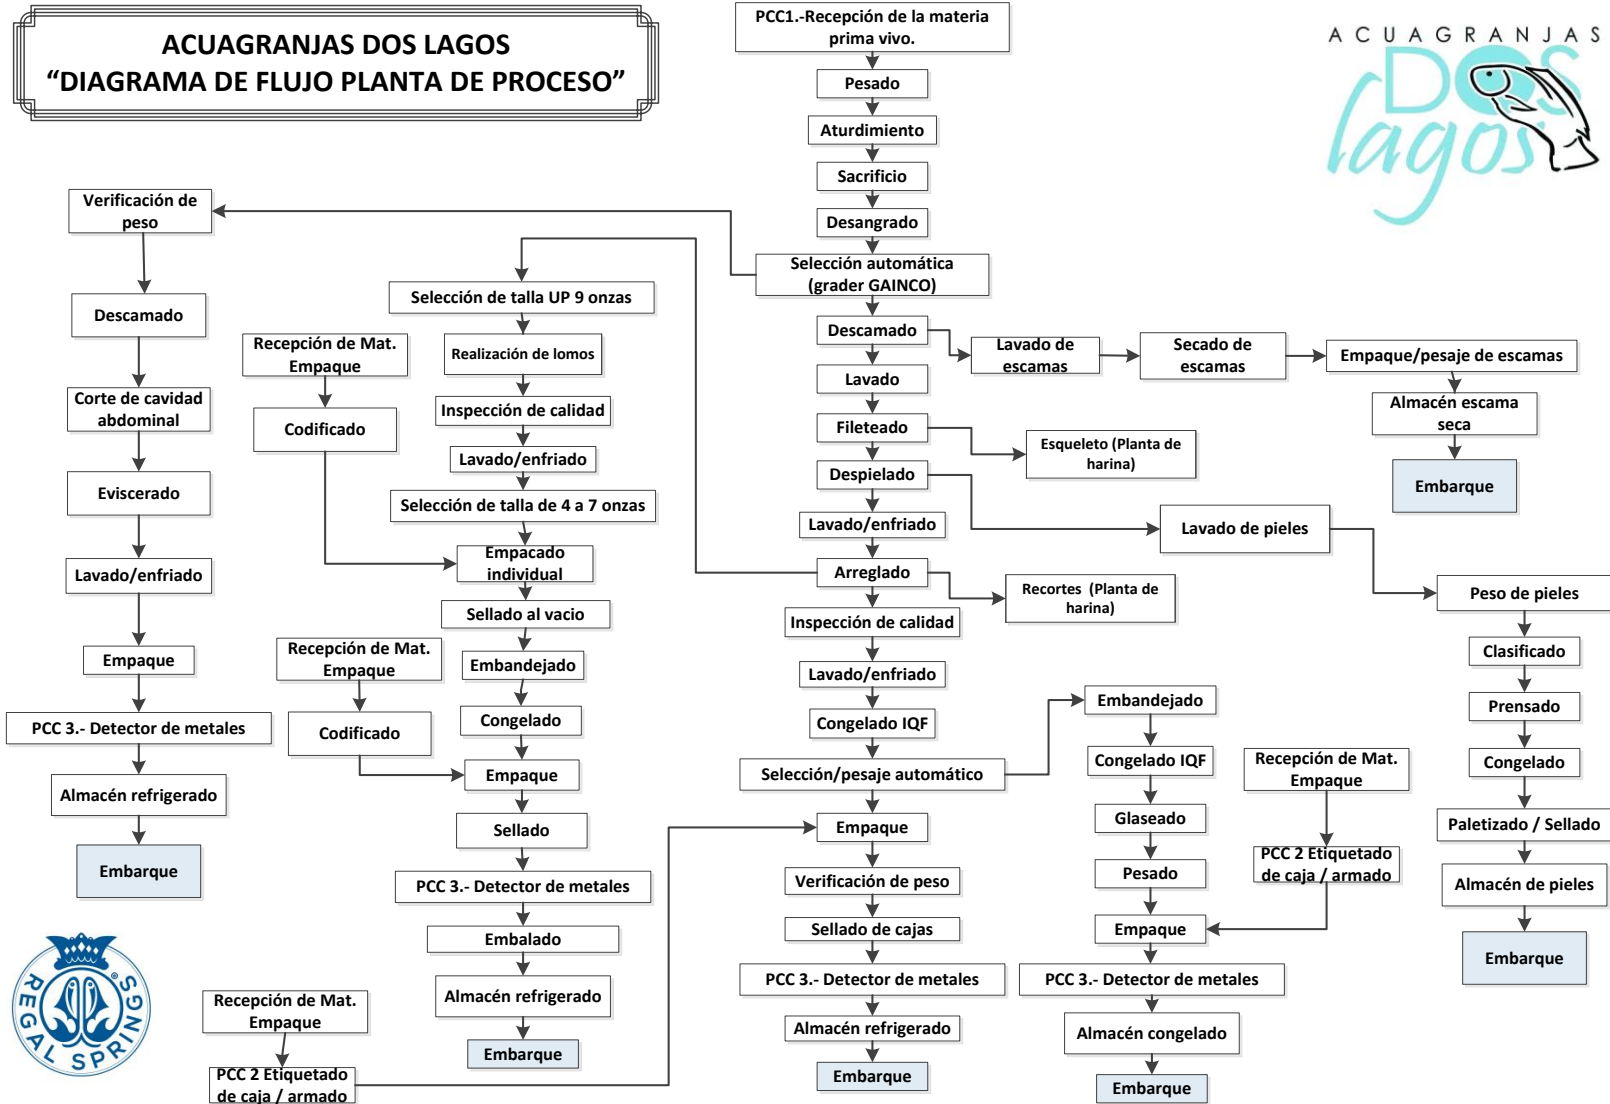 ACUAGRANJAS DOS LAGOS
“DIAGRAMA DE FLUJO PLANTA DE PROCESO”
ACUAGRANJAS
DOS
lagos
PCC1.-Recepción de la materia
prima vivo.
Pesado
Aturdimiento
Sacrificio
Desangrado
Selección automática
(grader GAINCO)
Descamado
Lavado
Fileteado
Despielado
Lavado/enfriado
Arreglado
Inspección de calidad
Lavado/enfriado
Congelado IQF
Selección/pesaje automático
Empaque
Verificación de peso
Sellado de cajas
PCC 3.- Detector de metales
Almacén refrigerado
Embarque
Verificación de
peso
Descamado
Corte de cavidad
abdominal
Eviscerado
Lavado/enfriado
Empaque
PCC 3.- Detector de metales
Almacén refrigerado
Embarque
Recepción de Mat.
Empaque
Codificado
Recepción de Mat.
Empaque
Codificado
Selección de talla UP 9 onzas
Realización de lomos
Inspección de calidad
Lavado/enfriado
Selección de talla de 4 a 7 onzas
Empacado
individual
Sellado al vacio
Embandejado
Congelado
Empaque
Sellado
PCC 3.- Detector de metales
Embalado
Almacén refrigerado
Embarque
Recepción de Mat.
Empaque
PCC 2 Etiquetado
de caja / armado
Lavado de
escamas
Secado de
escamas
Empaque/pesaje de escamas
Almacén escama
seca
Embarque
Esqueleto (Planta de
harina)
Recortes  (Planta de
harina)
Lavado de pieles
Peso de pieles
Clasificado
Prensado
Congelado
Paletizado / Sellado
Almacén de pieles
Embarque
Embandejado
Congelado IQF
Glaseado
Pesado
Empaque
PCC 3.- Detector de metales
Almacén congelado
Embarque
Recepción de Mat.
Empaque
PCC 2 Etiquetado
de caja / armado
REGAL SPRINGS®